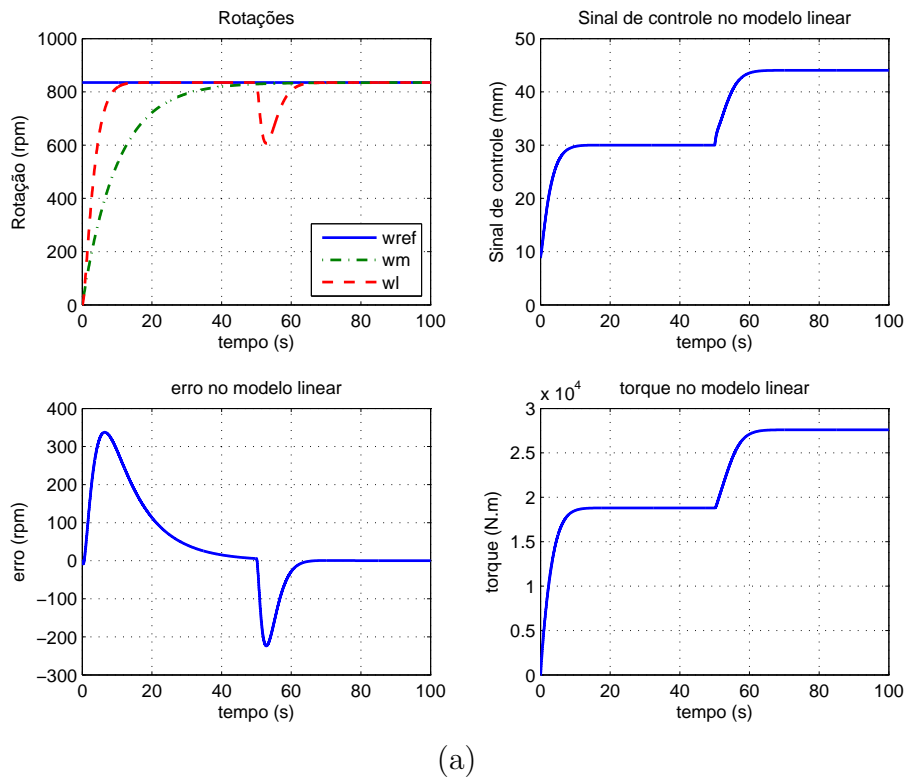 Rotações
1000
800
600
400
200
0
Rotação (rpm)
wref
wm
wl
0 20 40 60 80 100
tempo (s)
Sinal de controle no modelo linear
50
40
30
20
10
0
Sinal de controle (mm)
0 20 40 60 80 100
tempo (s)
erro no modelo linear
400
300
200
100
0
−100
−200
−300
erro (rpm)
0 20 40 60 80 100
tempo (s)
torque no modelo linear
x 10⁴
3
2.5
2
1.5
1
0.5
0
torque (N.m)
0 20 40 60 80 100
tempo (s)
(a)